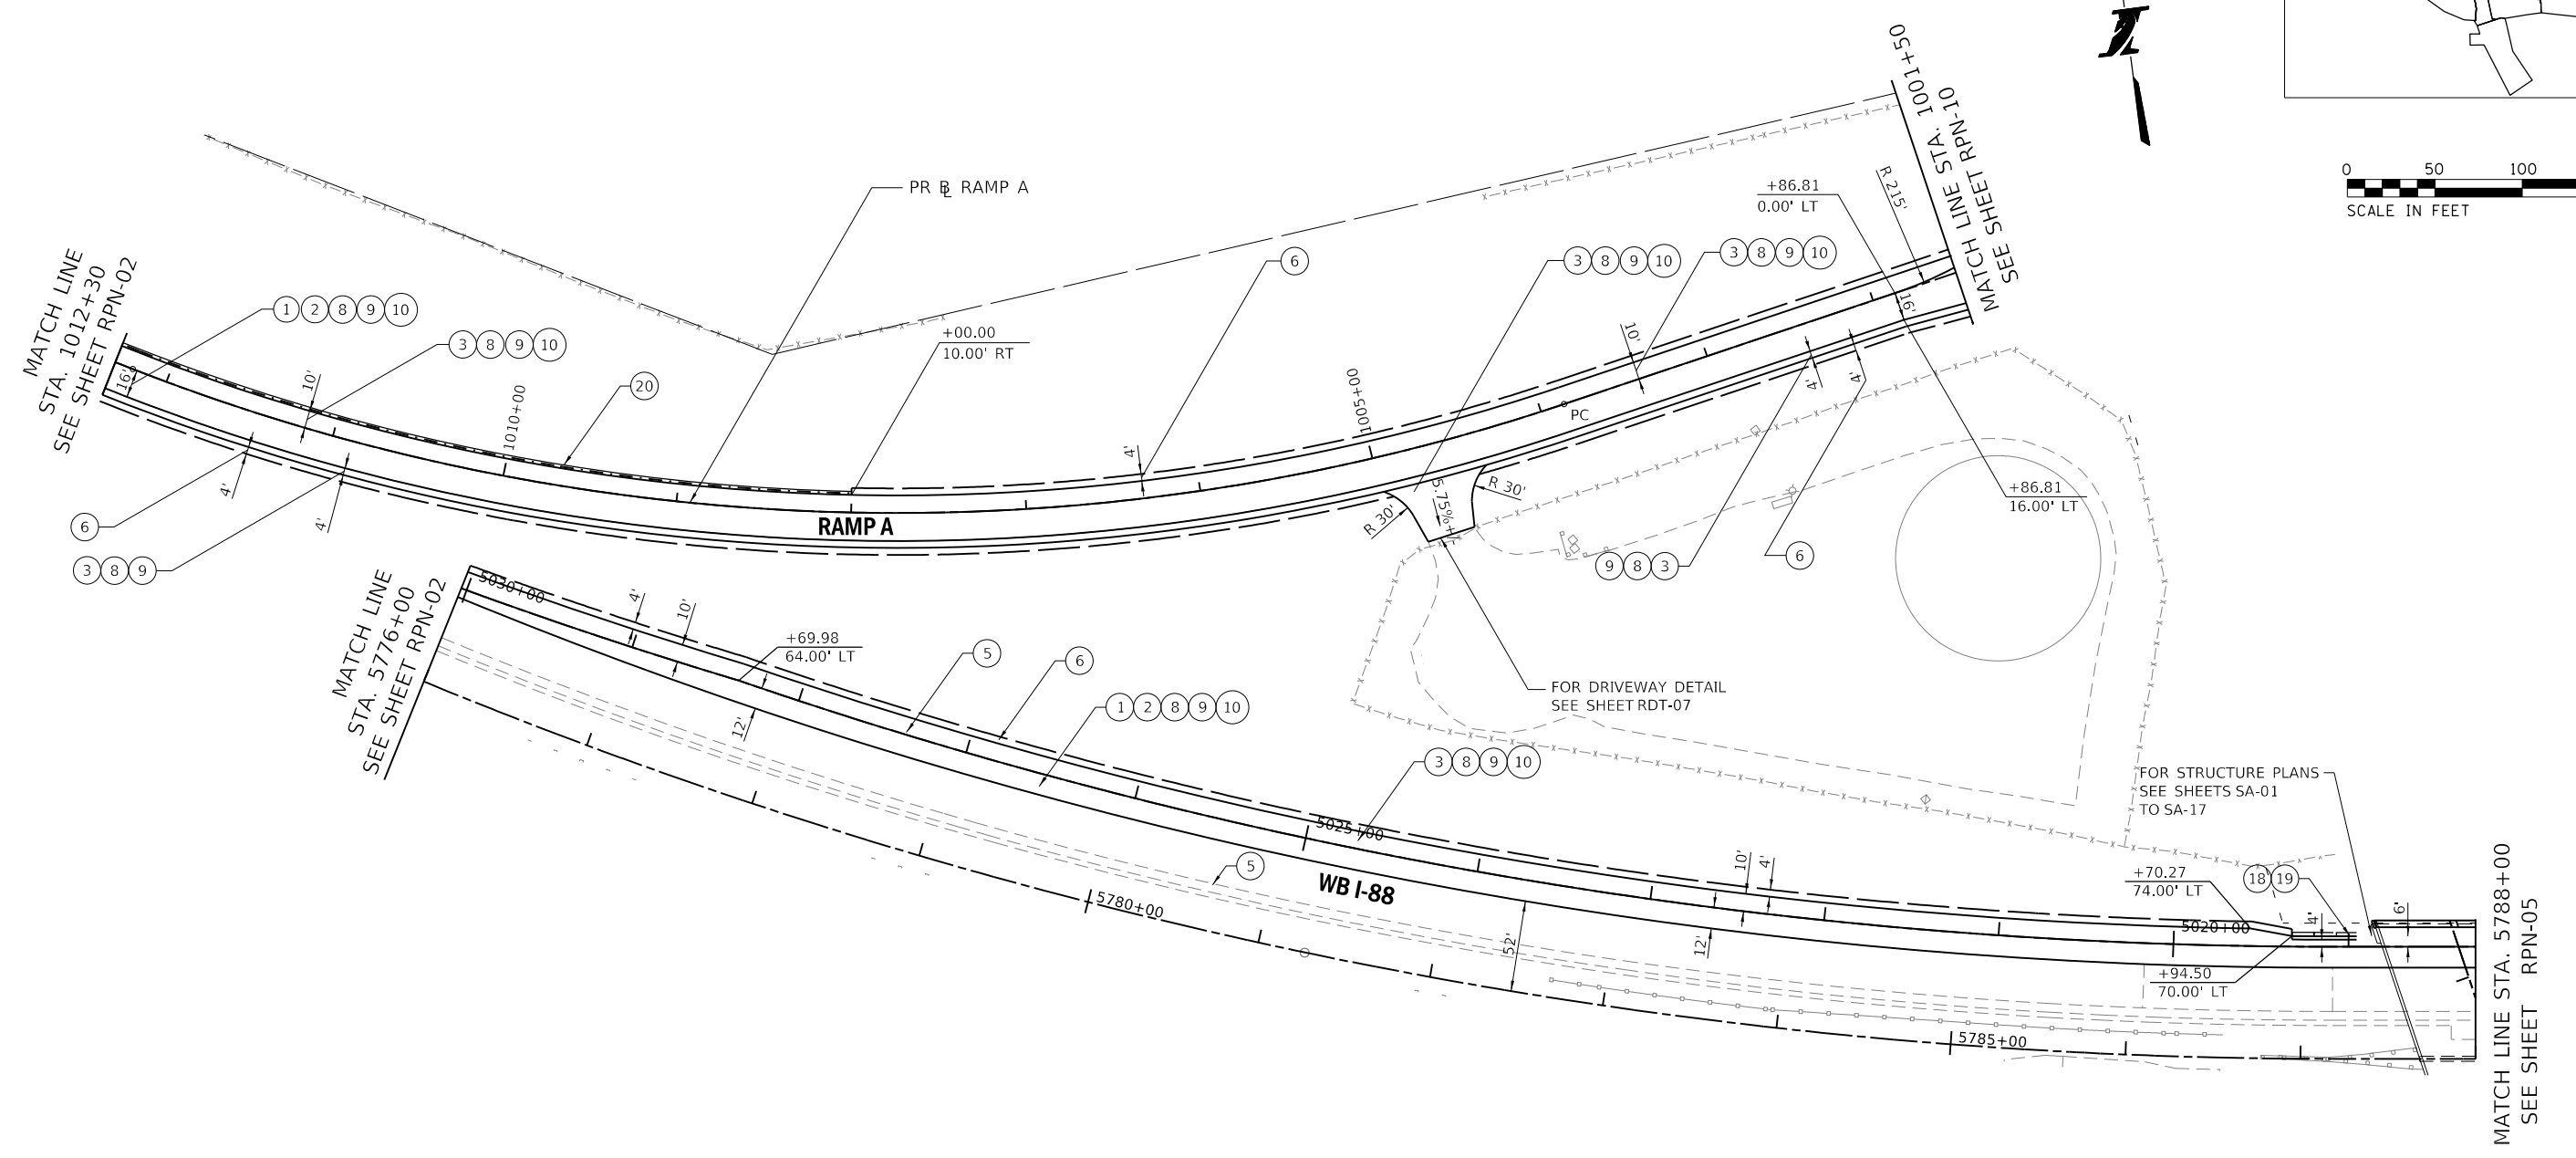 MATCH LINE STA. 1001+50
SEE SHEET RPN-10
0 50 100
SCALE IN FEET
PR BL RAMP A
+86.81
0.00' LT
R 215'
16'
3 8 9 10
3 8 9 10
6
MATCH LINE
STA. 1012+30
SEE SHEET RPN-02
1 2 8 9 10
3 8 9 10
16'
10'
20
1010+00
+00.00
10.00' RT
1005+00
4'
10'
PC
4'
4'
4'
4'
6
3 8 9
RAMP A
R 30'
5.75%±
R 30'
9 8 3
6
+86.81
16.00' LT
MATCH LINE
STA. 5776+00
SEE SHEET RPN-02
5030+00
4'
10'
+69.98
64.00' LT
12'
5
6
1 2 8 9 10
3 8 9 10
FOR DRIVEWAY DETAIL
SEE SHEET RDT-07
5025+00
5
WB I-88
5780+00
52'
10'
4'
12'
FOR STRUCTURE PLANS
SEE SHEETS SA-01
TO SA-17
+70.27
74.00' LT
18 19
5020+00
4'
6'
+94.50
70.00' LT
5785+00
MATCH LINE STA. 5788+00
SEE SHEET RPN-05